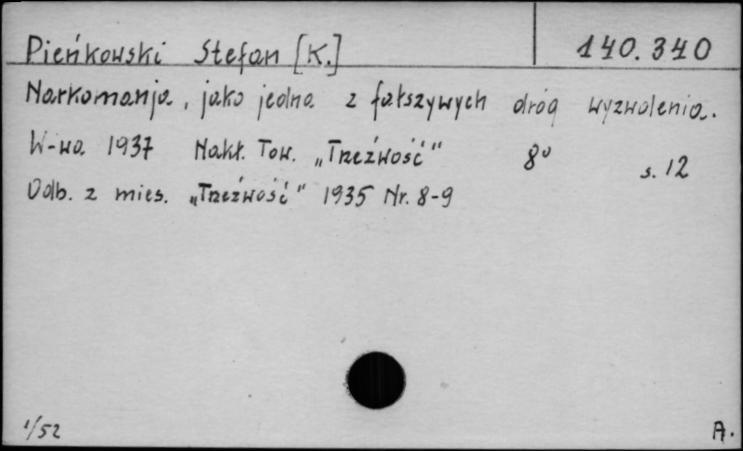 Pieńkowski Stefan [K.] 140.340
Narkomanja, jako jedna z fałszywych dróg wyzwolenia.
W-wa 1937 Nakł. Tow. „Trzeźwość" 8° s. 12
Odb. z mies. „Trzeźwość" 1935 Nr. 8-9
1/52 A.